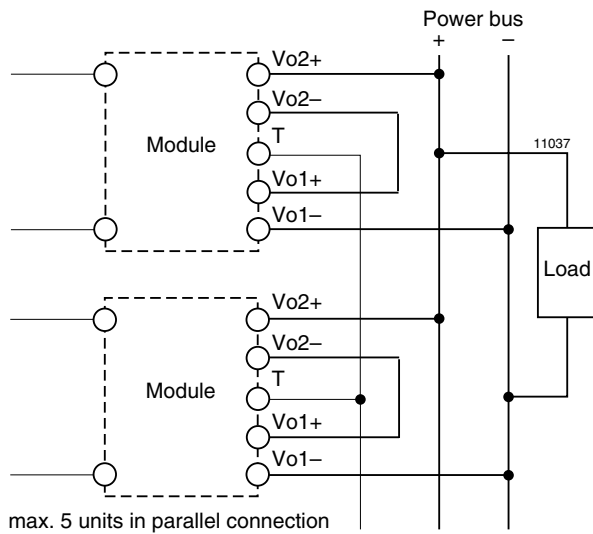 Power bus
+ −
Vo2+
Vo2−
T
Module
Vo1+
Vo1−
11037
Load
Vo2+
Vo2−
T
Module
Vo1+
Vo1−
max. 5 units in parallel connection